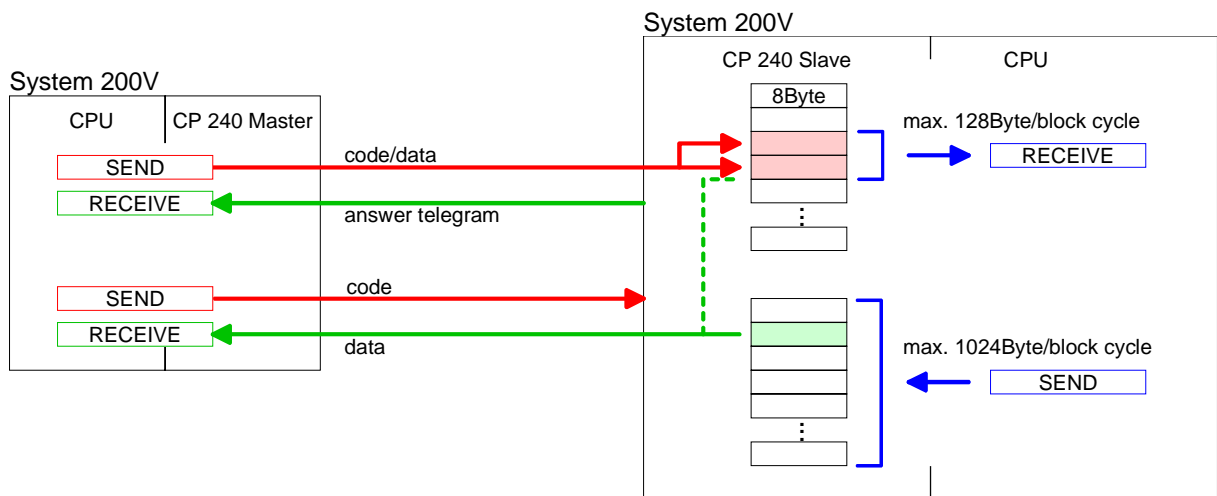 System 200V
CPU
CP 240 Master
SEND
RECEIVE
SEND
RECEIVE
code/data
answer telegram
code
data
System 200V
CP 240 Slave
CPU
8Byte
max. 128Byte/block cycle
RECEIVE
max. 1024Byte/block cycle
SEND